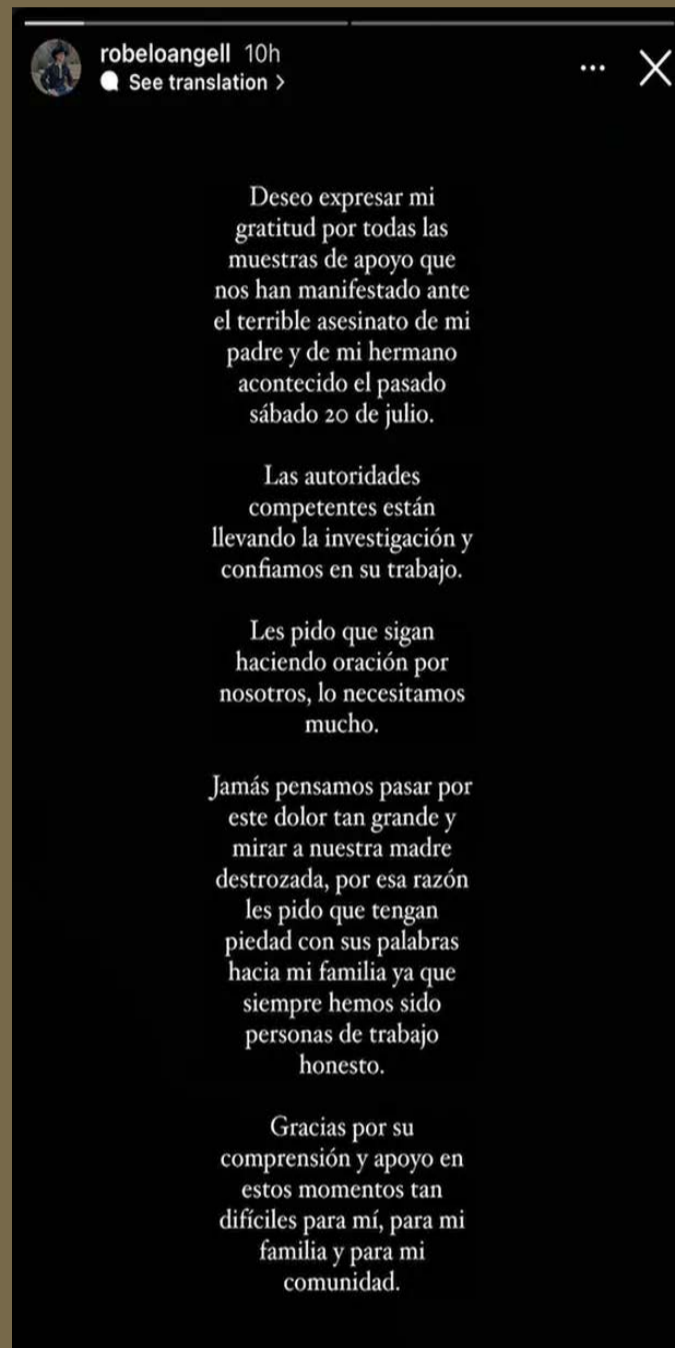 robeloangell 10h
See translation >
Deseo expresar mi
gratitud por todas las
muestras de apoyo que
nos han manifestado ante
el terrible asesinato de mi
padre y de mi hermano
acontecido el pasado
sábado 20 de julio.
Las autoridades
competentes están
llevando la investigación y
confiamos en su trabajo.
Les pido que sigan
haciendo oración por
nosotros, lo necesitamos
mucho.
Jamás pensamos pasar por
este dolor tan grande y
mirar a nuestra madre
destrozada, por esa razón
les pido que tengan
piedad con sus palabras
hacia mi familia ya que
siempre hemos sido
personas de trabajo
honesto.
Gracias por su
comprensión y apoyo en
estos momentos tan
difíciles para mí, para mi
familia y para mi
comunidad.